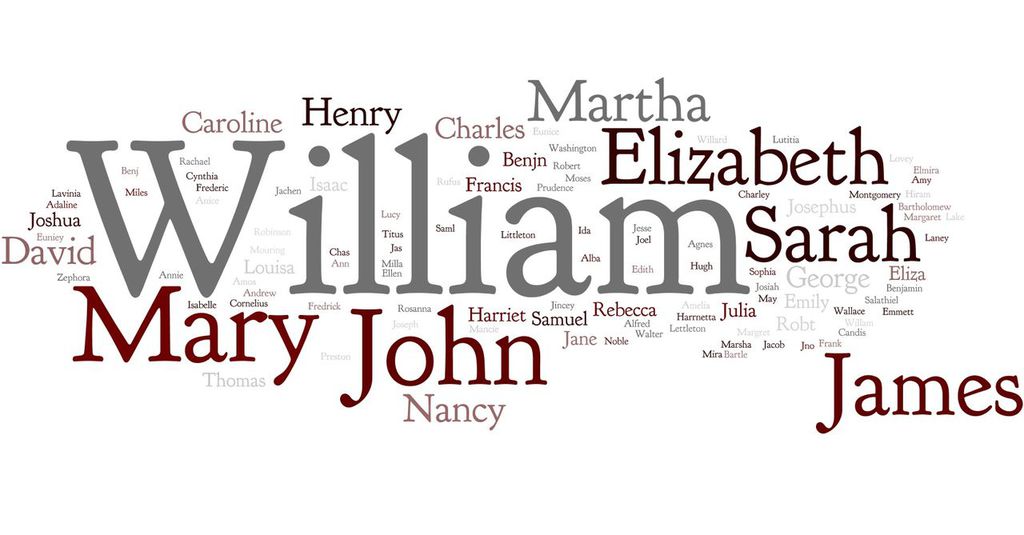 Martha
Henry
Caroline
Charles
Eunice
William
Elizabeth
Willard
Lutitia
Washington
Benjn
Robert
Moses
Prudence
Francis
Rufus
Rachael
Cynthia
Frederic
Anice
Benj
Miles
Jachen
Isaac
Lavinia
Adaline
Joshua
Euniey
David
Zephora
Lovey
Elmira
Amy
Charley
Montgomery
Hiram
Josephus
Bartholomew
Margaret
Lake
Sarah
Laney
Lucy
Titus
Jas
Milla
Ellen
Saml
Littleton
Ida
Jesse
Joel
Agnes
Robinson
Mouring
Louisa
Chas
Ann
Alba
Edith
Hugh
Sophia
George
Eliza
Annie
Amos
Andrew
Josiah
Benjamin
Mary
Isabelle
Cornelius
Fredrick
John
Rosanna
Joseph
Harriet
Mancie
Jincey
Samuel
Rebecca
Alfred
Walter
Amelia
Harrnetta
Lettleton
Julia
May
Emily
Salathiel
Wallace
Emmett
Robt
Willam
Candis
Margret
Preston
Jane
Noble
Marsha
Jacob
Jno
Frank
Mira
Bartle
Thomas
Nancy
James